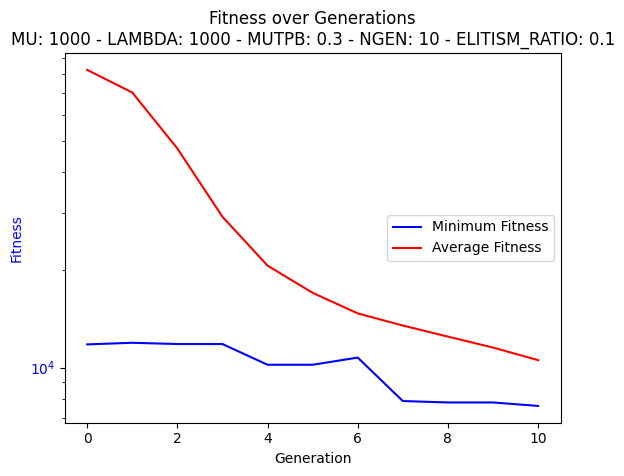 Fitness over Generations
MU: 1000 - LAMBDA: 1000 - MUTPB: 0.3 - NGEN: 10 - ELITISM_RATIO: 0.1
Fitness
10^4
Minimum Fitness
Average Fitness
0 2 4 6 8 10
Generation